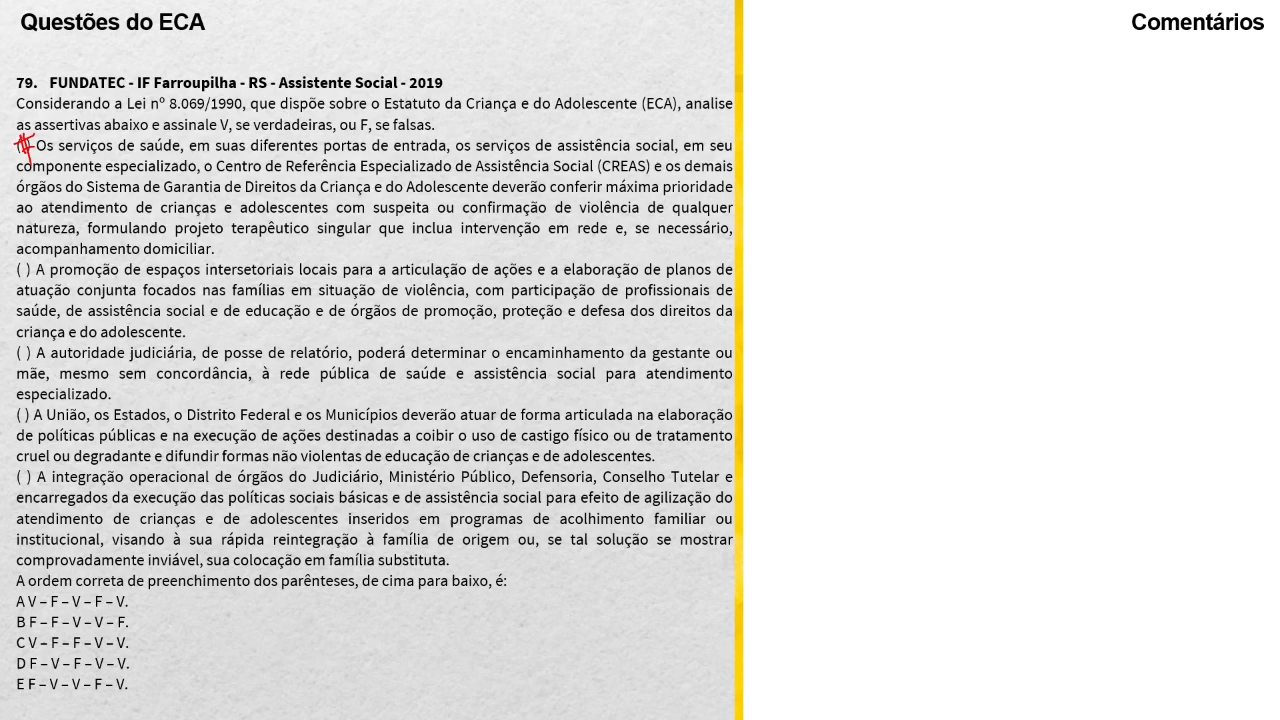 Questões do ECA
Comentários
79. FUNDATEC - IF Farroupilha - RS - Assistente Social - 2019
Considerando a Lei nº 8.069/1990, que dispõe sobre o Estatuto da Criança e do Adolescente (ECA), analise
as assertivas abaixo e assinale V, se verdadeiras, ou F, se falsas.
( ) Os serviços de saúde, em suas diferentes portas de entrada, os serviços de assistência social, em seu
componente especializado, o Centro de Referência Especializado de Assistência Social (CREAS) e os demais
órgãos do Sistema de Garantia de Direitos da Criança e do Adolescente deverão conferir máxima prioridade
ao atendimento de crianças e adolescentes com suspeita ou confirmação de violência de qualquer
natureza, formulando projeto terapêutico singular que inclua intervenção em rede e, se necessário,
acompanhamento domiciliar.
( ) A promoção de espaços intersetoriais locais para a articulação de ações e a elaboração de planos de
atuação conjunta focados nas famílias em situação de violência, com participação de profissionais de
saúde, de assistência social e de educação e de órgãos de promoção, proteção e defesa dos direitos da
criança e do adolescente.
( ) A autoridade judiciária, de posse de relatório, poderá determinar o encaminhamento da gestante ou
mãe, mesmo sem concordância, à rede pública de saúde e assistência social para atendimento
especializado.
( ) A União, os Estados, o Distrito Federal e os Municípios deverão atuar de forma articulada na elaboração
de políticas públicas e na execução de ações destinadas a coibir o uso de castigo físico ou de tratamento
cruel ou degradante e difundir formas não violentas de educação de crianças e de adolescentes.
( ) A integração operacional de órgãos do Judiciário, Ministério Público, Defensoria, Conselho Tutelar e
encarregados da execução das políticas sociais básicas e de assistência social para efeito de agilização do
atendimento de crianças e de adolescentes inseridos em programas de acolhimento familiar ou
institucional, visando à sua rápida reintegração à família de origem ou, se tal solução se mostrar
comprovadamente inviável, sua colocação em família substituta.
A ordem correta de preenchimento dos parênteses, de cima para baixo, é:
A V – F – V – F – V.
B F – F – V – V – F.
C V – F – F – V – V.
D F – V – F – V – V.
E F – V – V – F – V.